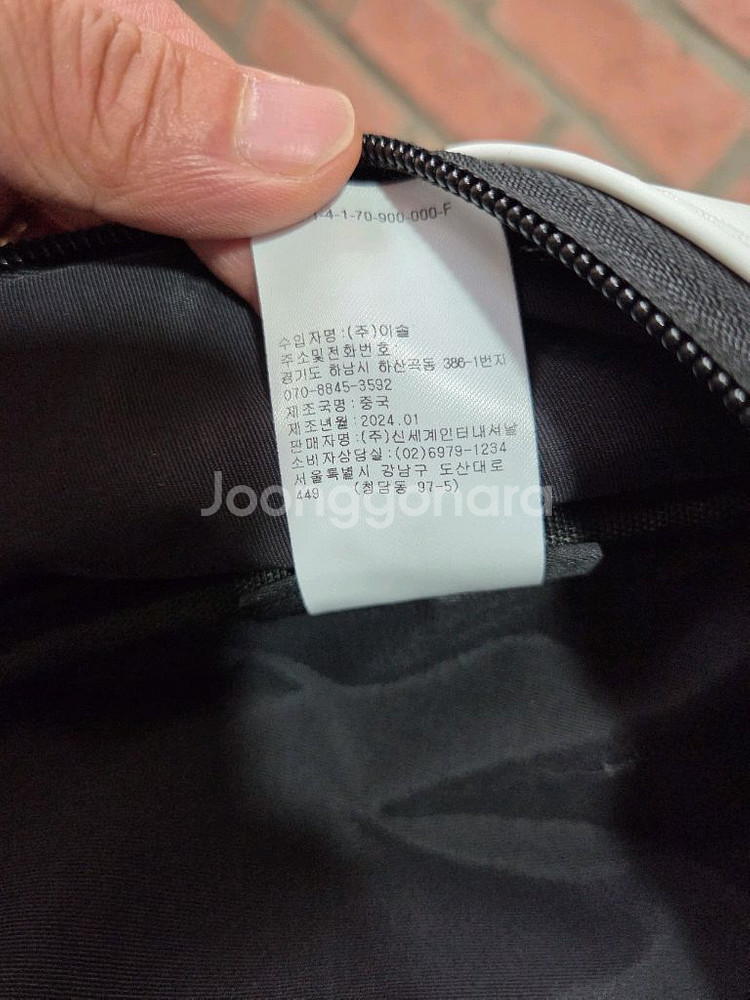 1-4-1-70-900-000-F
수입자명:(주)이솔
주소및전화번호
경기도 하남시 하산곡동 386-1번지
070-8845-3592
제조국명:중국
제조년월:2024.01
판매자명:(주)신세계인터내셔날
소비자상담실:(02)6979-1234
서울특별시 강남구 도산대로
449 (청담동 97-5)
Joonggonara